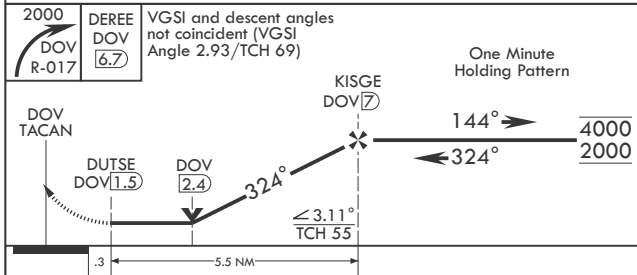 2000
DOV
R-017
DEREE
DOV
6.7
VGSI and descent angles
not coincident (VGSI
Angle 2.93/TCH 69)
One Minute
Holding Pattern
KISGE
DOV 7
144°
4000
324°
2000
DOV
TACAN
DUTSE
DOV 1.5
DOV
2.4
324°
∠ 3.11°
TCH 55
.3
5.5 NM